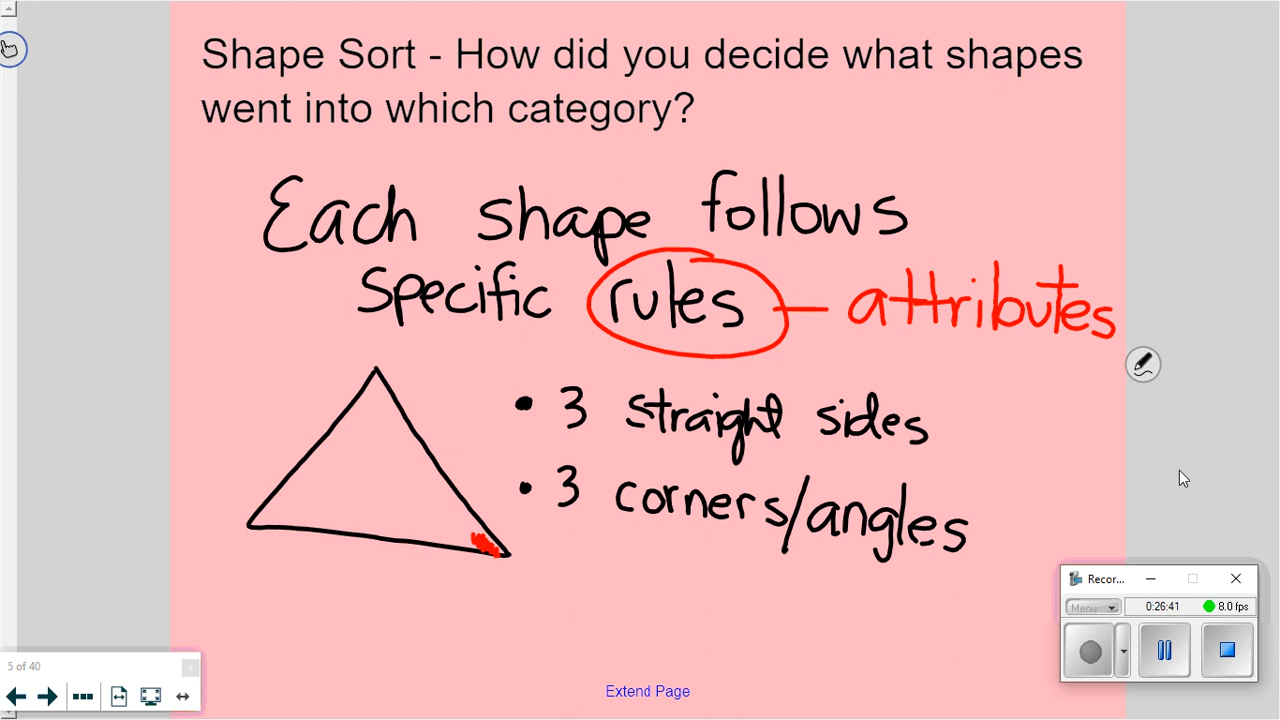 Shape Sort - How did you decide what shapes
went into which category?
Each shape follows
specific rules – attributes
• 3 straight sides
• 3 corners/angles
Recor...
Menu
0:26:41
8.0 fps
5 of 40
x
Extend Page